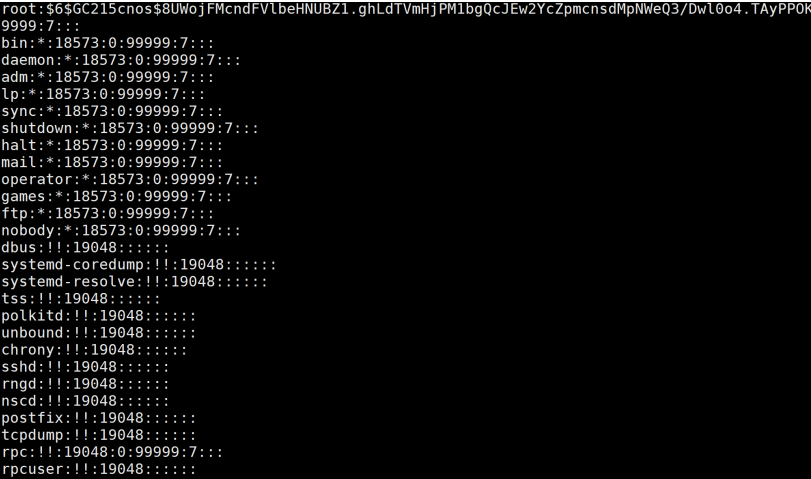 root:$6$GC215cnos$8UWojFMcndFVlbeHNUBZ1.ghLdTVmHjPM1bgQcJEw2YcZpmcnsdMpNWeQ3/Dwl0o4.TAyPPOK
9999:7:::
bin:*:18573:0:99999:7:::
daemon:*:18573:0:99999:7:::
adm:*:18573:0:99999:7:::
lp:*:18573:0:99999:7:::
sync:*:18573:0:99999:7:::
shutdown:*:18573:0:99999:7:::
halt:*:18573:0:99999:7:::
mail:*:18573:0:99999:7:::
operator:*:18573:0:99999:7:::
games:*:18573:0:99999:7:::
ftp:*:18573:0:99999:7:::
nobody:*:18573:0:99999:7:::
dbus:!!:19048::::::
systemd-coredump:!!:19048::::::
systemd-resolve:!!:19048::::::
tss:!!:19048::::::
polkitd:!!:19048::::::
unbound:!!:19048::::::
chrony:!!:19048::::::
sshd:!!:19048::::::
rngd:!!:19048::::::
nscd:!!:19048::::::
postfix:!!:19048::::::
tcpdump:!!:19048::::::
rpc:!!:19048:0:99999:7:::
rpcuser:!!:19048::::::